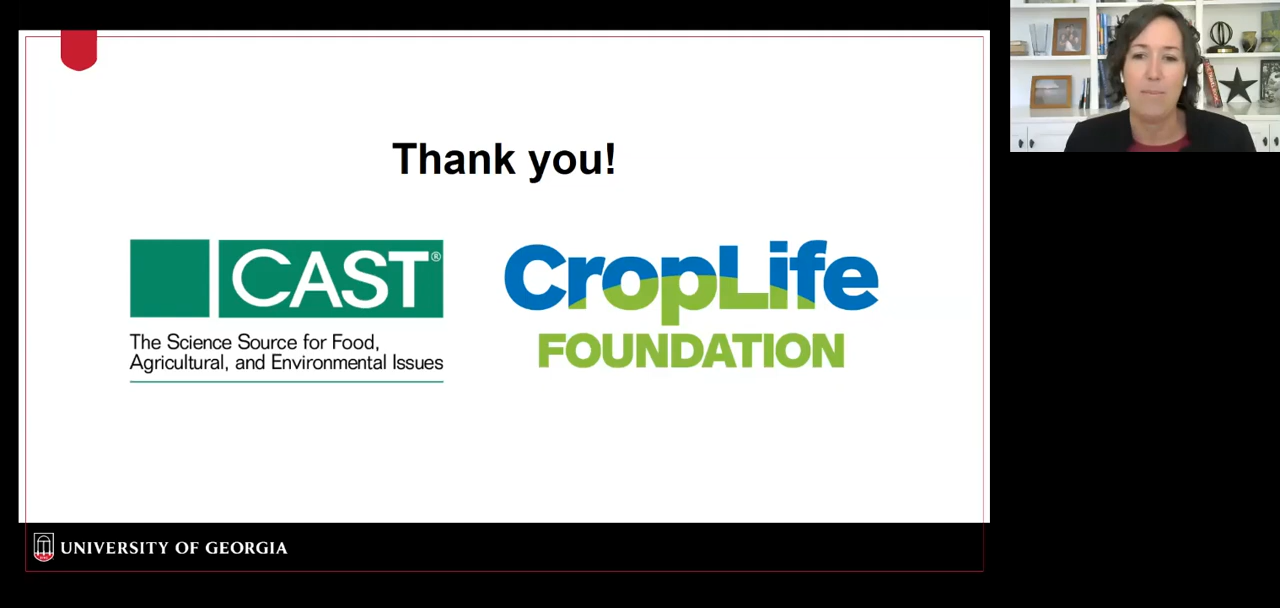 Thank you!
CAST®
The Science Source for Food,
Agricultural, and Environmental Issues
CropLife
FOUNDATION
UNIVERSITY OF GEORGIA